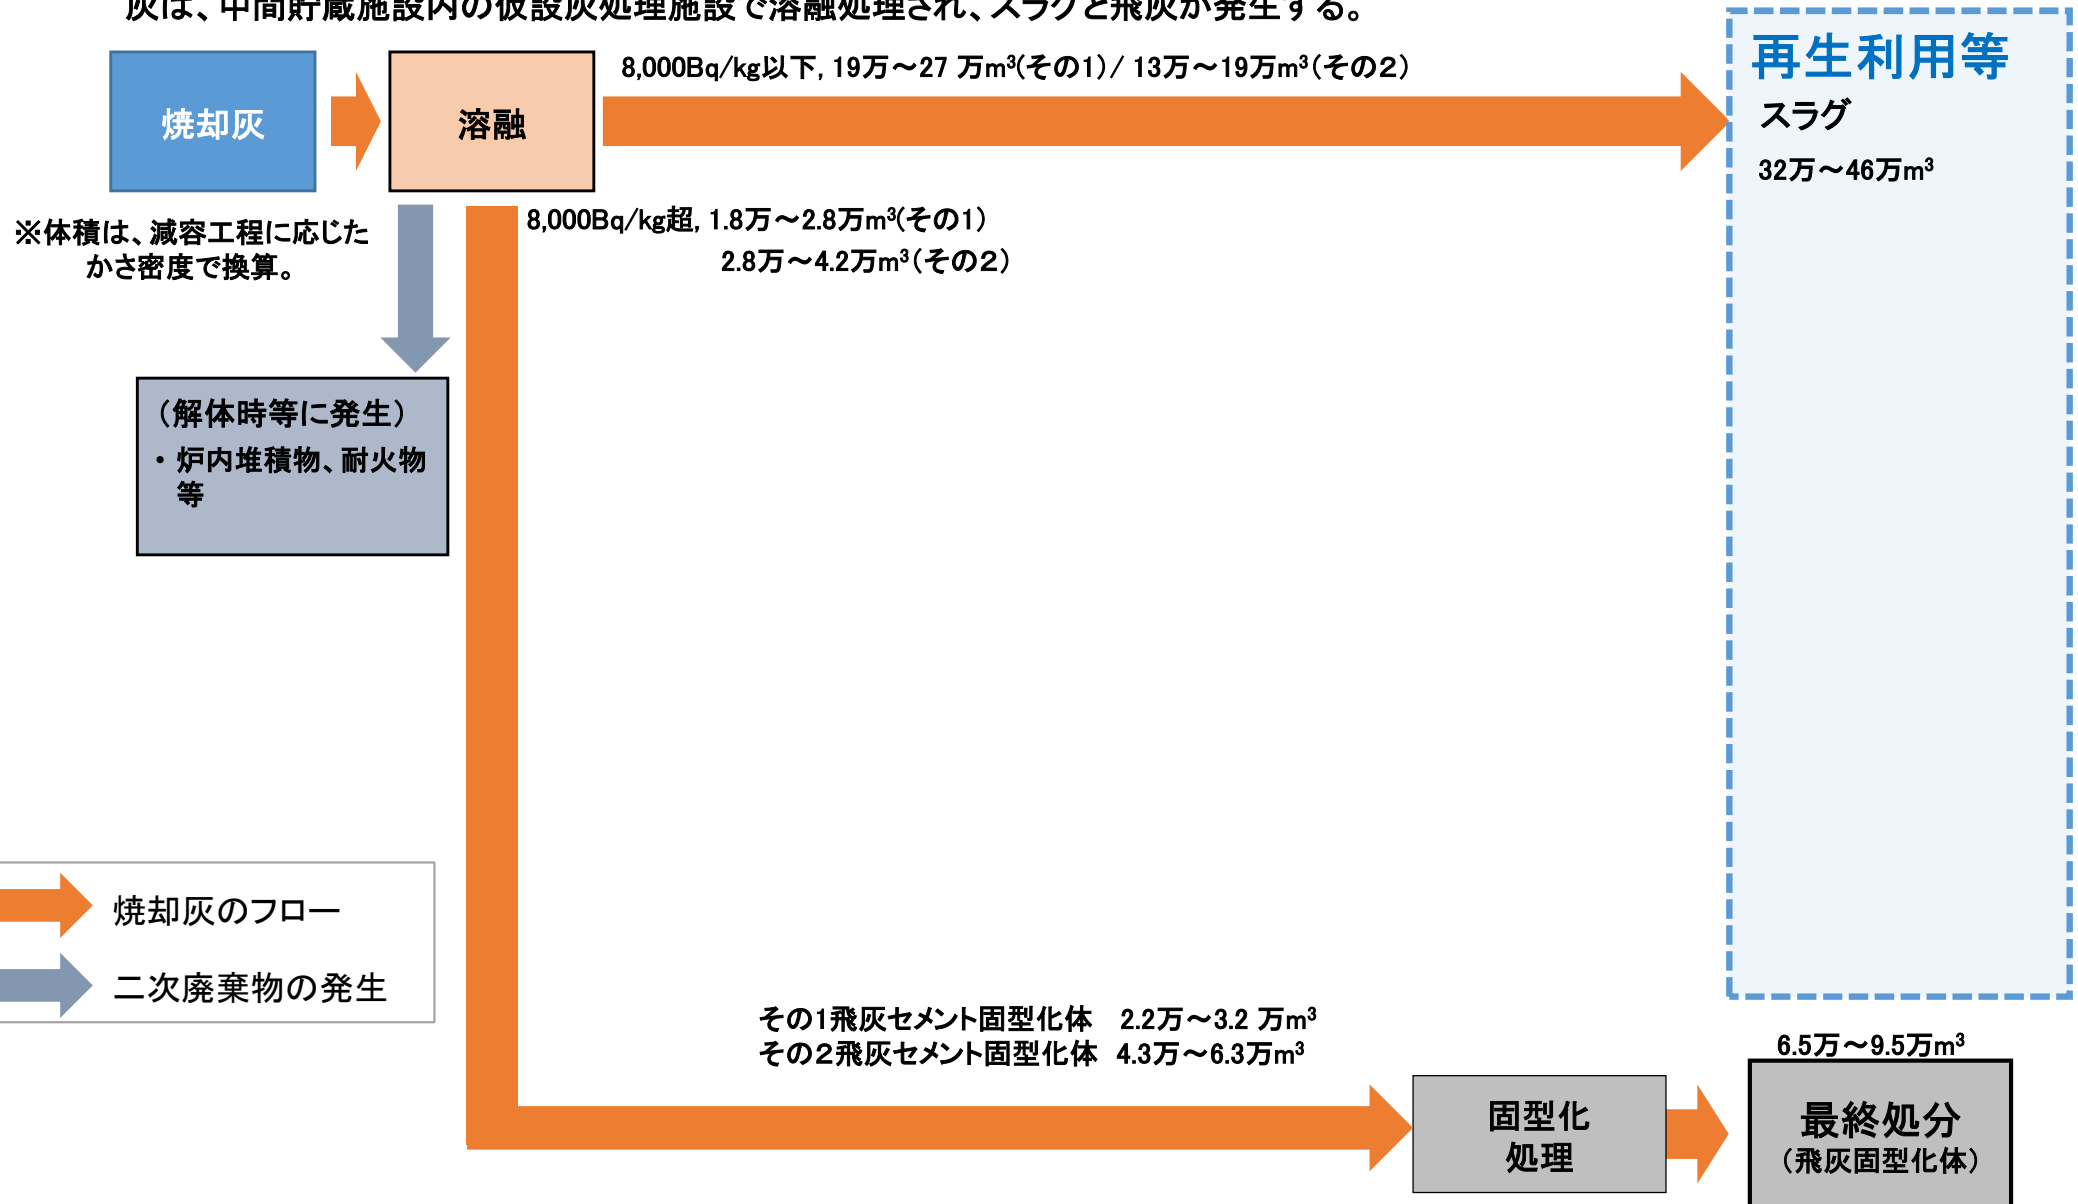 灰は、中間貯蔵施設内の仮設灰処理施設で溶融処理され、スラグと飛灰が発生する。
焼却灰
溶融
8,000Bq/kg以下, 19万～27 万m³(その1)/ 13万～19万m³(その２)
再生利用等
スラグ
32万～46万m³
※体積は、減容工程に応じた
かさ密度で換算。
8,000Bq/kg超, 1.8万～2.8万m³(その1)
2.8万～4.2万m³(その２)
（解体時等に発生）
・ 炉内堆積物、耐火物
等
焼却灰のフロー
二次廃棄物の発生
その1飛灰セメント固型化体　2.2万～3.2 万m³
その２飛灰セメント固型化体　4.3万～6.3万m³
6.5万～9.5万m³
固型化
処理
最終処分
（飛灰固型化体）